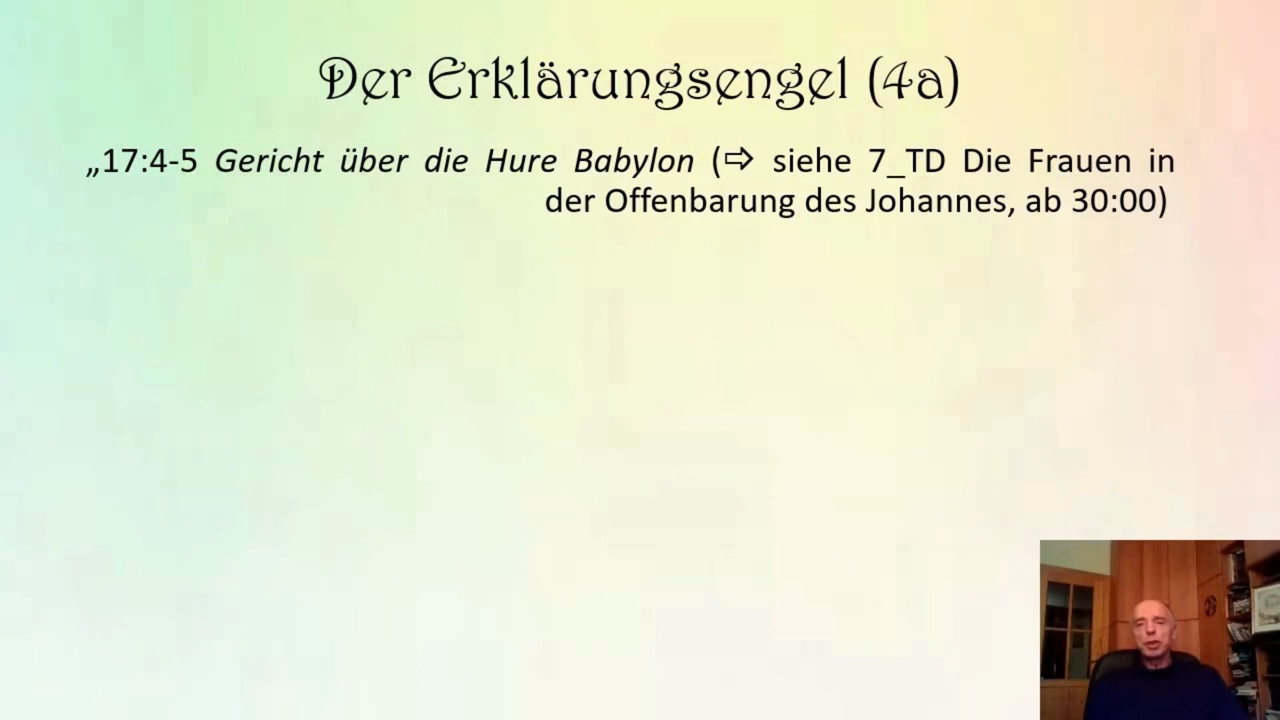 Der Erklärungsengel (4a)
„17:4-5 Gericht über die Hure Babylon (⇨ siehe 7_TD Die Frauen in
der Offenbarung des Johannes, ab 30:00)